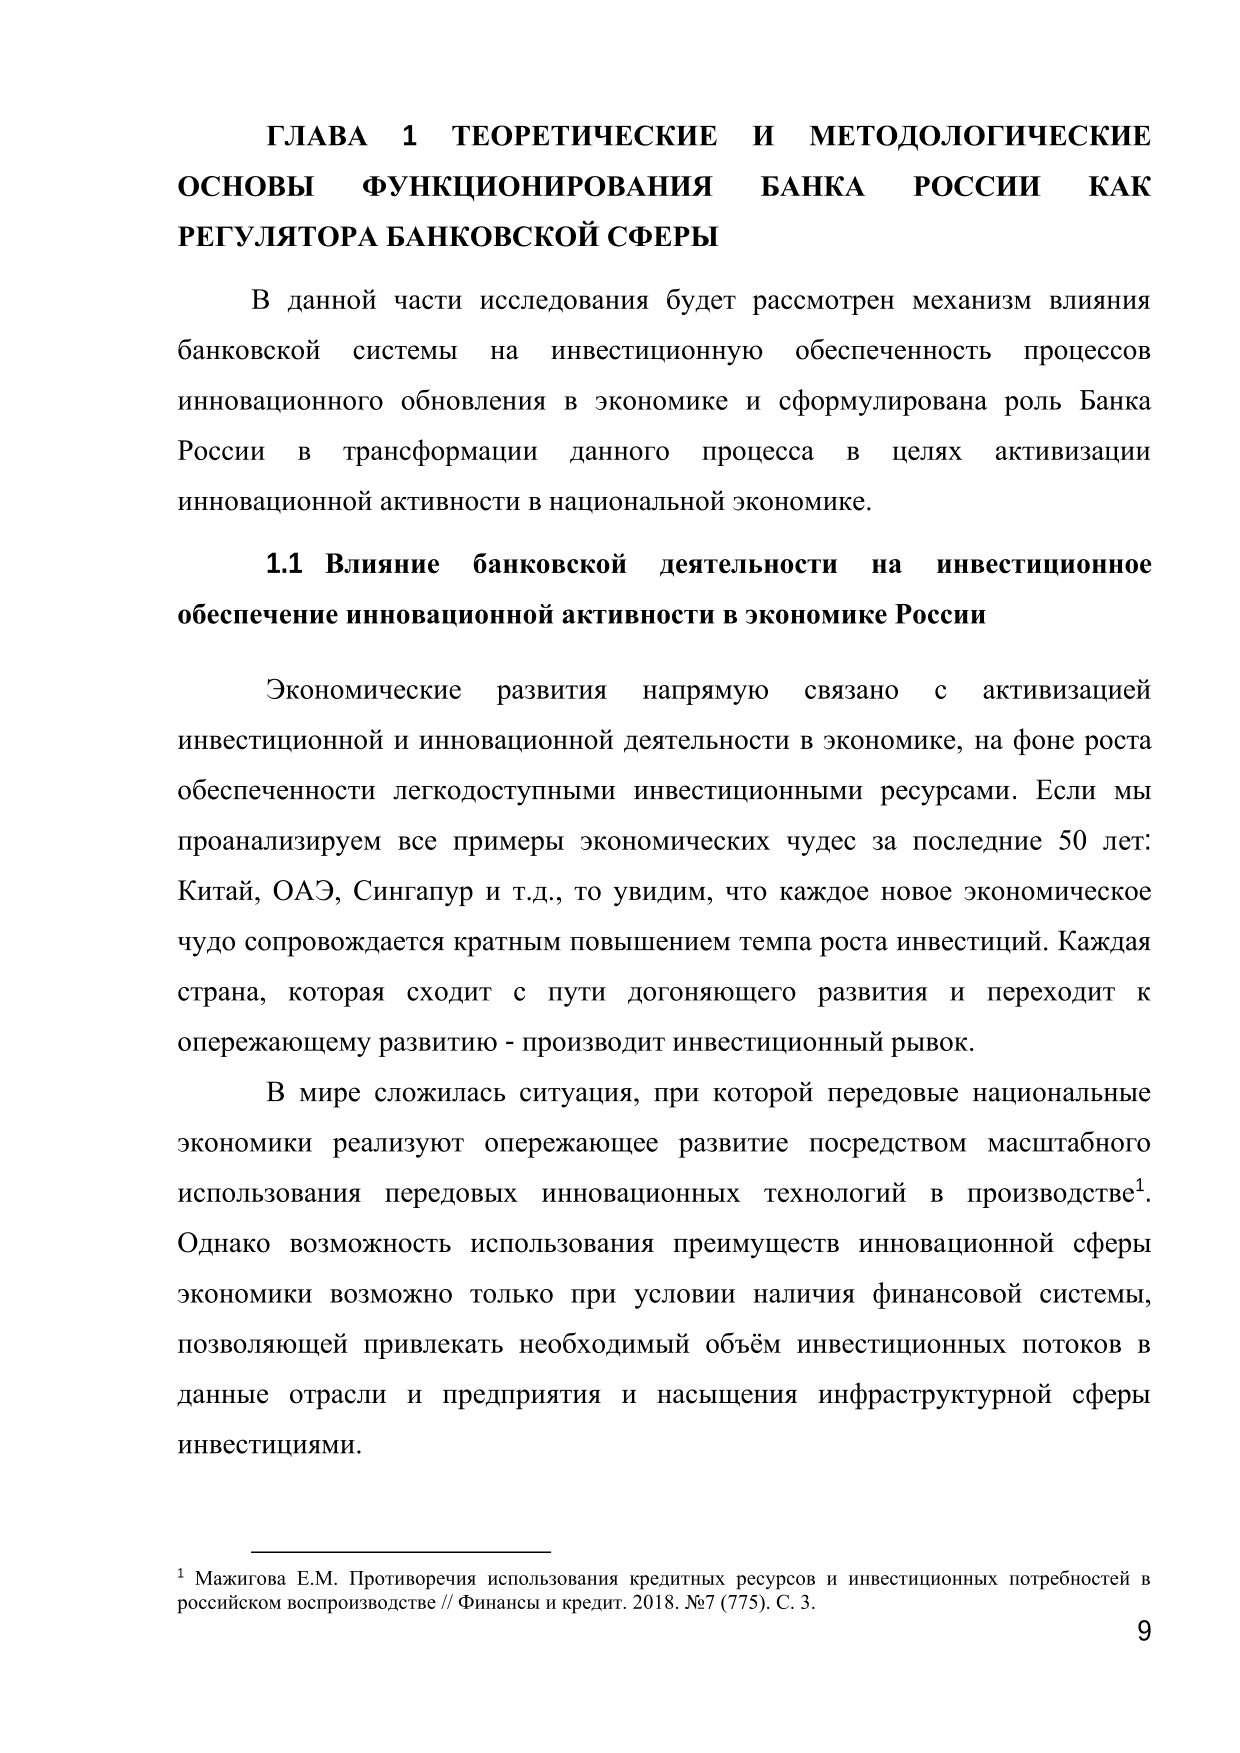 ГЛАВА 1 ТЕОРЕТИЧЕСКИЕ И МЕТОДОЛОГИЧЕСКИЕ
ОСНОВЫ ФУНКЦИОНИРОВАНИЯ БАНКА РОССИИ КАК
РЕГУЛЯТОРА БАНКОВСКОЙ СФЕРЫ
В данной части исследования будет рассмотрен механизм влияния
банковской системы на инвестиционную обеспеченность процессов
инновационного обновления в экономике и сформулирована роль Банка
России в трансформации данного процесса в целях активизации
инновационной активности в национальной экономике.
1.1 Влияние банковской деятельности на инвестиционное
обеспечение инновационной активности в экономике России
Экономические развития напрямую связано с активизацией
инвестиционной и инновационной деятельности в экономике, на фоне роста
обеспеченности легкодоступными инвестиционными ресурсами. Если мы
проанализируем все примеры экономических чудес за последние 50 лет:
Китай, ОАЭ, Сингапур и т.д., то увидим, что каждое новое экономическое
чудо сопровождается кратным повышением темпа роста инвестиций. Каждая
страна, которая сходит с пути догоняющего развития и переходит к
опережающему развитию - производит инвестиционный рывок.
В мире сложилась ситуация, при которой передовые национальные
экономики реализуют опережающее развитие посредством масштабного
использования передовых инновационных технологий в производстве¹.
Однако возможность использования преимуществ инновационной сферы
экономики возможно только при условии наличия финансовой системы,
позволяющей привлекать необходимый объём инвестиционных потоков в
данные отрасли и предприятия и насыщения инфраструктурной сферы
инвестициями.
¹ Мажигова Е.М. Противоречия использования кредитных ресурсов и инвестиционных потребностей в
российском воспроизводстве // Финансы и кредит. 2018. №7 (775). С. 3.
9